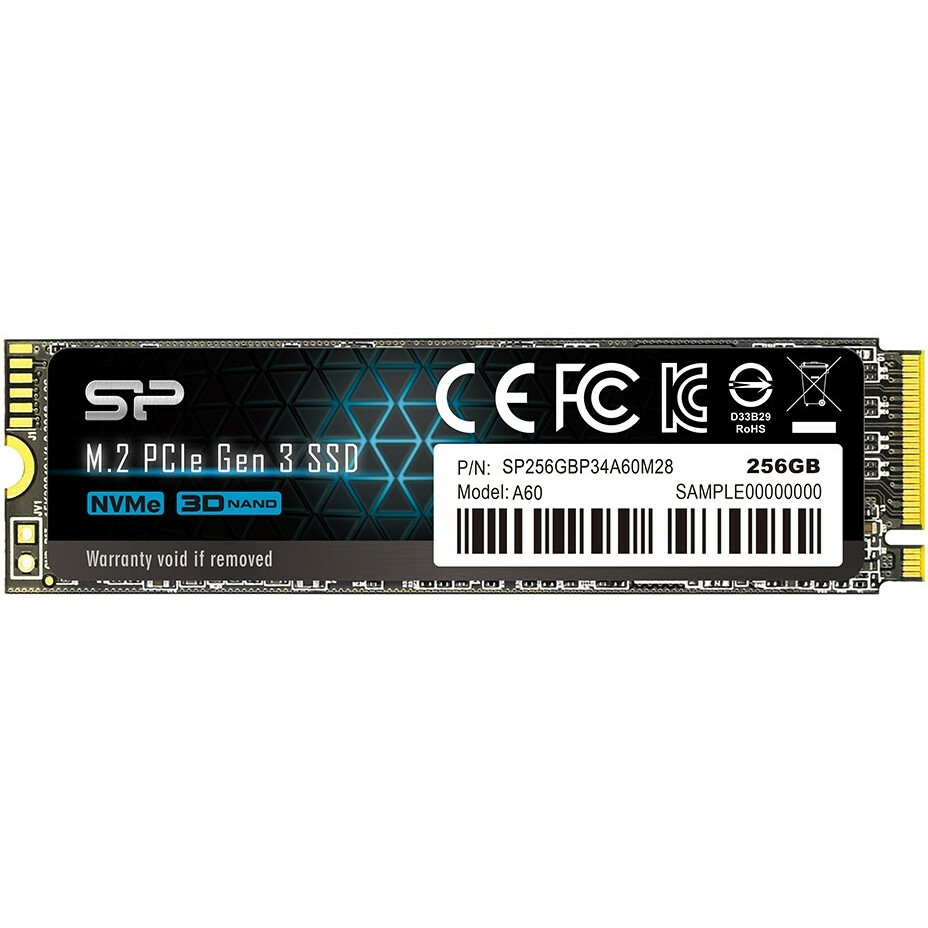 SP
M.2 PCIe Gen 3 SSD
NVMe 3D NAND
Warranty void if removed
CE FC
D33B29
RoHS
P/N: SP256GBP34A60M28 256GB
Model: A60 SAMPLE00000000